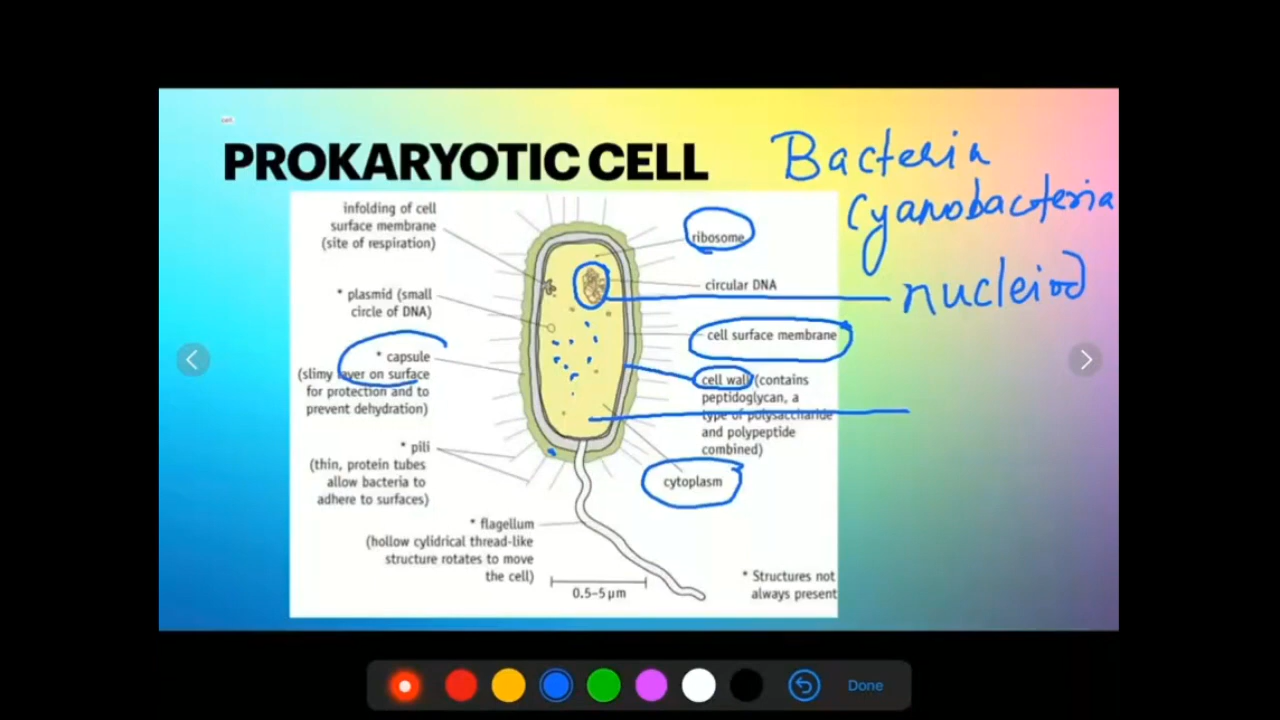 PROKARYOTIC CELL
Bacteria
Cyanobacteria
nucleiod
infolding of cell
surface membrane
(site of respiration)
* plasmid (small
circle of DNA)
* capsule
(slimy layer on surface
for protection and to
prevent dehydration)
* pili
(thin, protein tubes
allow bacteria to
adhere to surfaces)
* flagellum
(hollow cylidrical thread-like
structure rotates to move
the cell)
ribosome
circular DNA
cell surface membrane
cell wall (contains
peptidoglycan, a
type of polysaccharide
and polypeptide
combined)
cytoplasm
0.5–5 µm
* Structures not
always present
Done